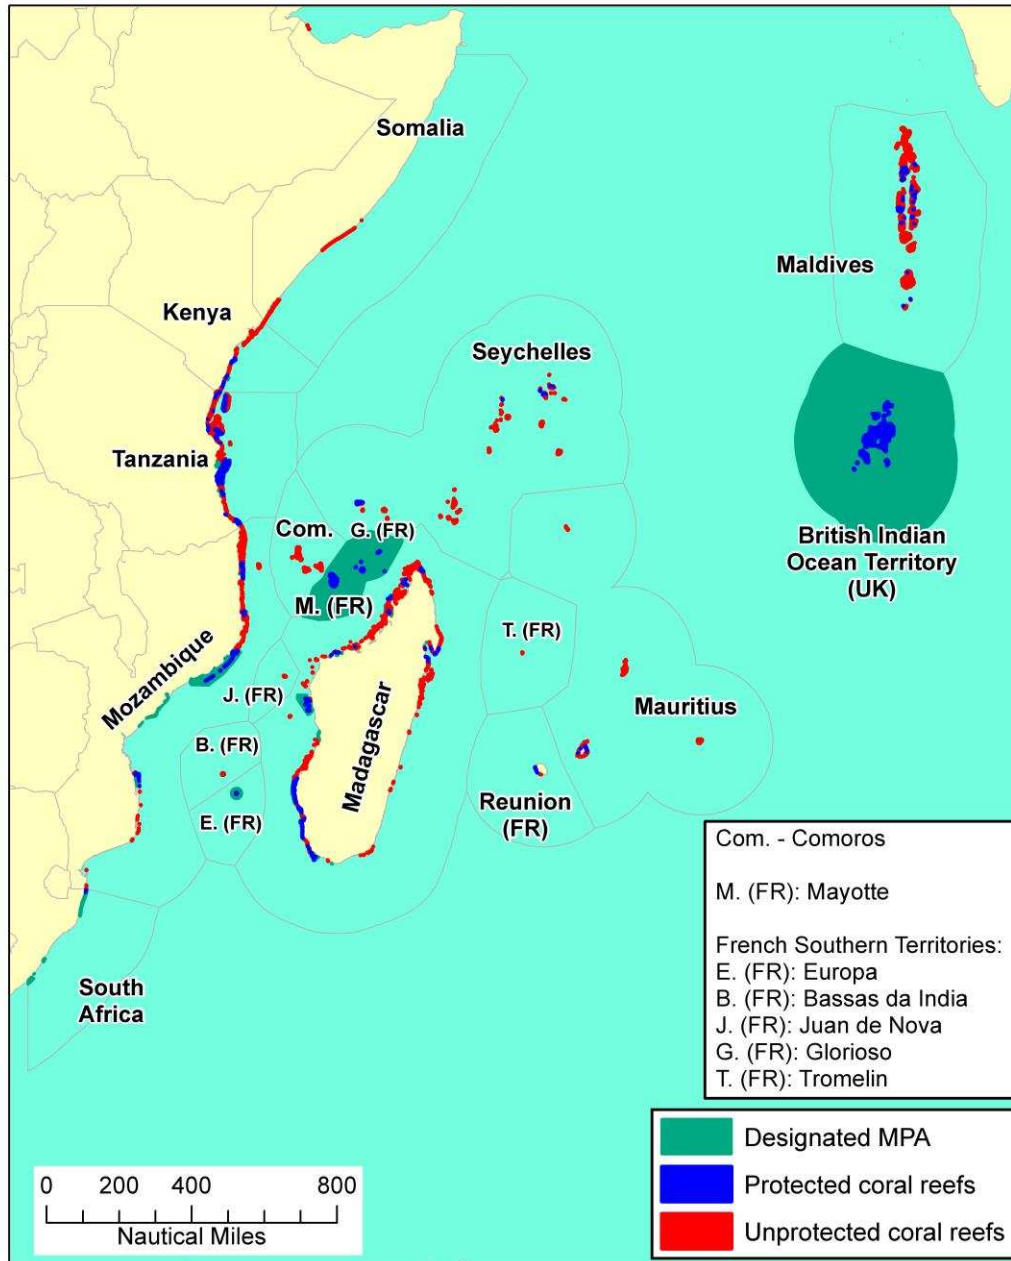 Somalia
Maldives
Kenya
Seychelles
Tanzania
Com.
G. (FR)
British Indian
Ocean Territory
(UK)
M. (FR)
T. (FR)
Mozambique
J. (FR)
Madagascar
Mauritius
B. (FR)
E. (FR)
Reunion
(FR)
South
Africa
Com. - Comoros
M. (FR): Mayotte
French Southern Territories:
E. (FR): Europa
B. (FR): Bassas da India
J. (FR): Juan de Nova
G. (FR): Glorioso
T. (FR): Tromelin
Designated MPA
Protected coral reefs
Unprotected coral reefs
0 200 400 800
Nautical Miles